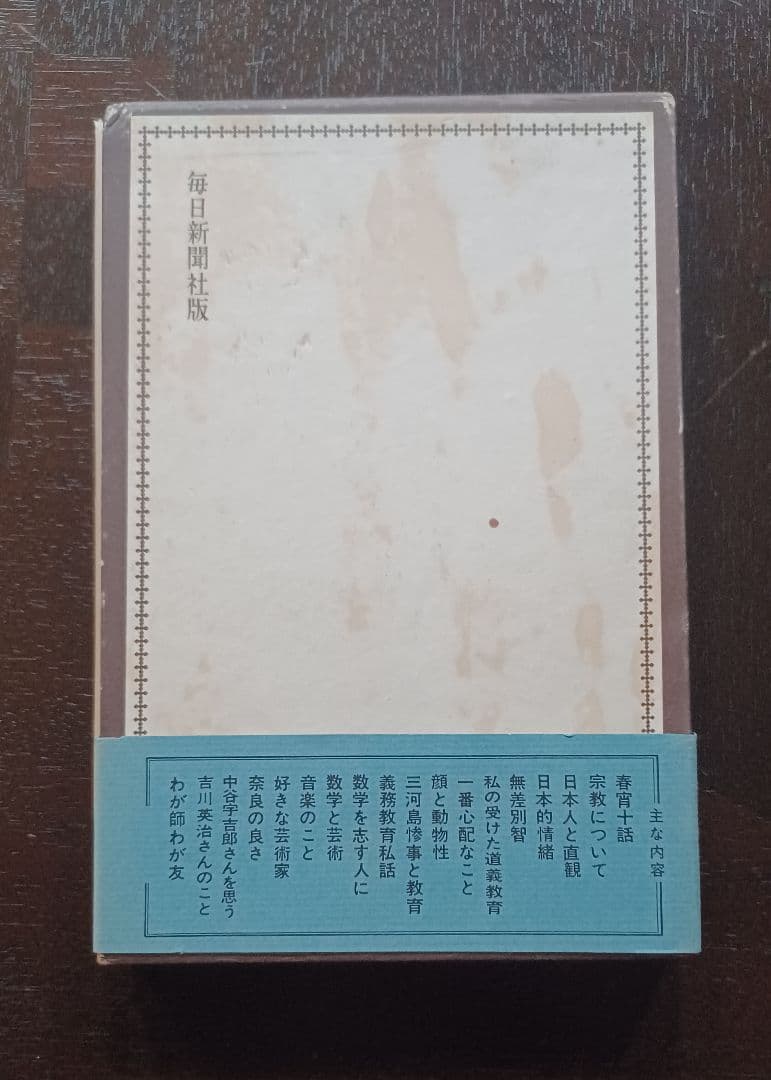 毎日新聞社版
主な内容
春宵十話
宗教について
日本人と直観
日本的情緒
無差別智
私の受けた道義教育
一番心配なこと
顔と動物性
三河島惨事と教育
義務教育私話
数学を志す人に
数学と芸術
音楽のこと
好きな芸術家
奈良の良さ
中谷宇吉郎さんを思う
吉川英治さんのこと
わが師わが友